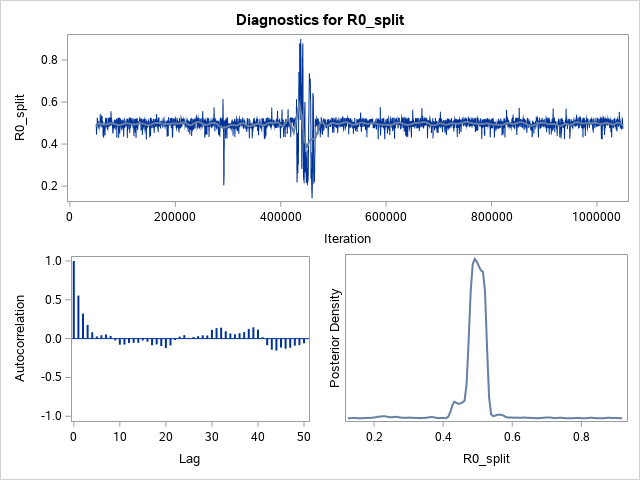 Diagnostics for R0_split
R0_split
0.8
0.6
0.4
0.2
0 200000 400000 600000 800000 1000000
Iteration
Autocorrelation
1.0
0.5
0.0
-0.5
-1.0
0 10 20 30 40 50
Lag
Posterior Density
0.2 0.4 0.6 0.8
R0_split